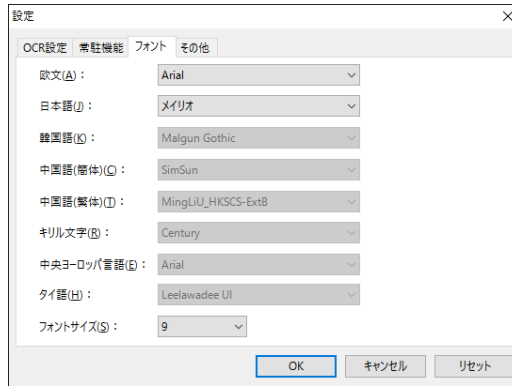 設定
OCR設定 常駐機能 フォント その他
欧文(A)： Arial
日本語(J)： メイリオ
韓国語(K)： Malgun Gothic
中国語(簡体)(C)： SimSun
中国語(繁体)(T)： MingLiU_HKSCS-ExtB
キリル文字(R)： Century
中央ヨーロッパ言語(E)： Arial
タイ語(H)： Leelawadee UI
フォントサイズ(S)： 9
OK キャンセル リセット